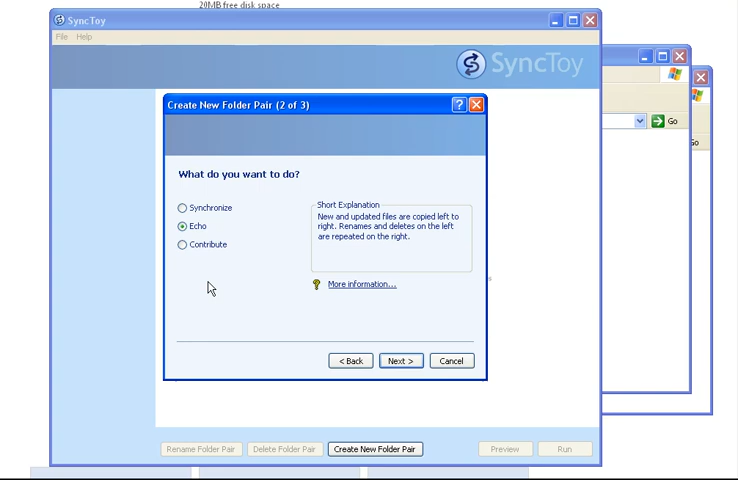 20MB free disk space
SyncToy
File Help
SyncToy
Create New Folder Pair (2 of 3)
What do you want to do?
Synchronize
Echo
Contribute
Short Explanation
New and updated files are copied left to
right. Renames and deletes on the left
are repeated on the right.
More information...
< Back Next > Cancel
Rename Folder Pair Delete Folder Pair Create New Folder Pair Preview Run
Go
Go